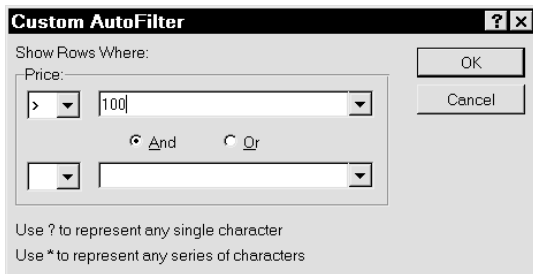 Custom AutoFilter
Show Rows Where:
Price:
OK
Cancel
> 100
And Or
Use ? to represent any single character
Use * to represent any series of characters